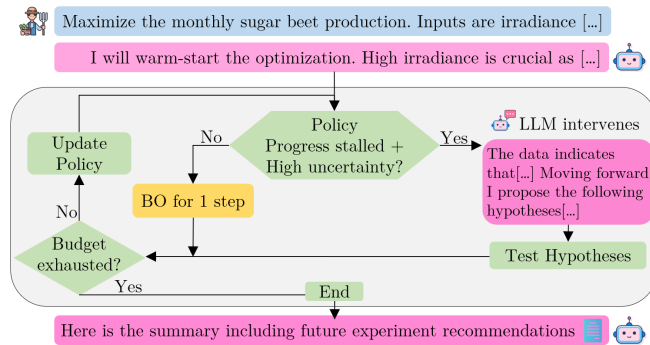 Maximize the monthly sugar beet production. Inputs are irradiance [...]
I will warm-start the optimization. High irradiance is crucial as [...]
Policy
Progress stalled +
High uncertainty?
No
Yes
LLM intervenes
Update
Policy
The data indicates
that[...] Moving forward
I propose the following
hypotheses[...]
BO for 1 step
No
Budget
exhausted?
Test Hypotheses
Yes
End
Here is the summary including future experiment recommendations